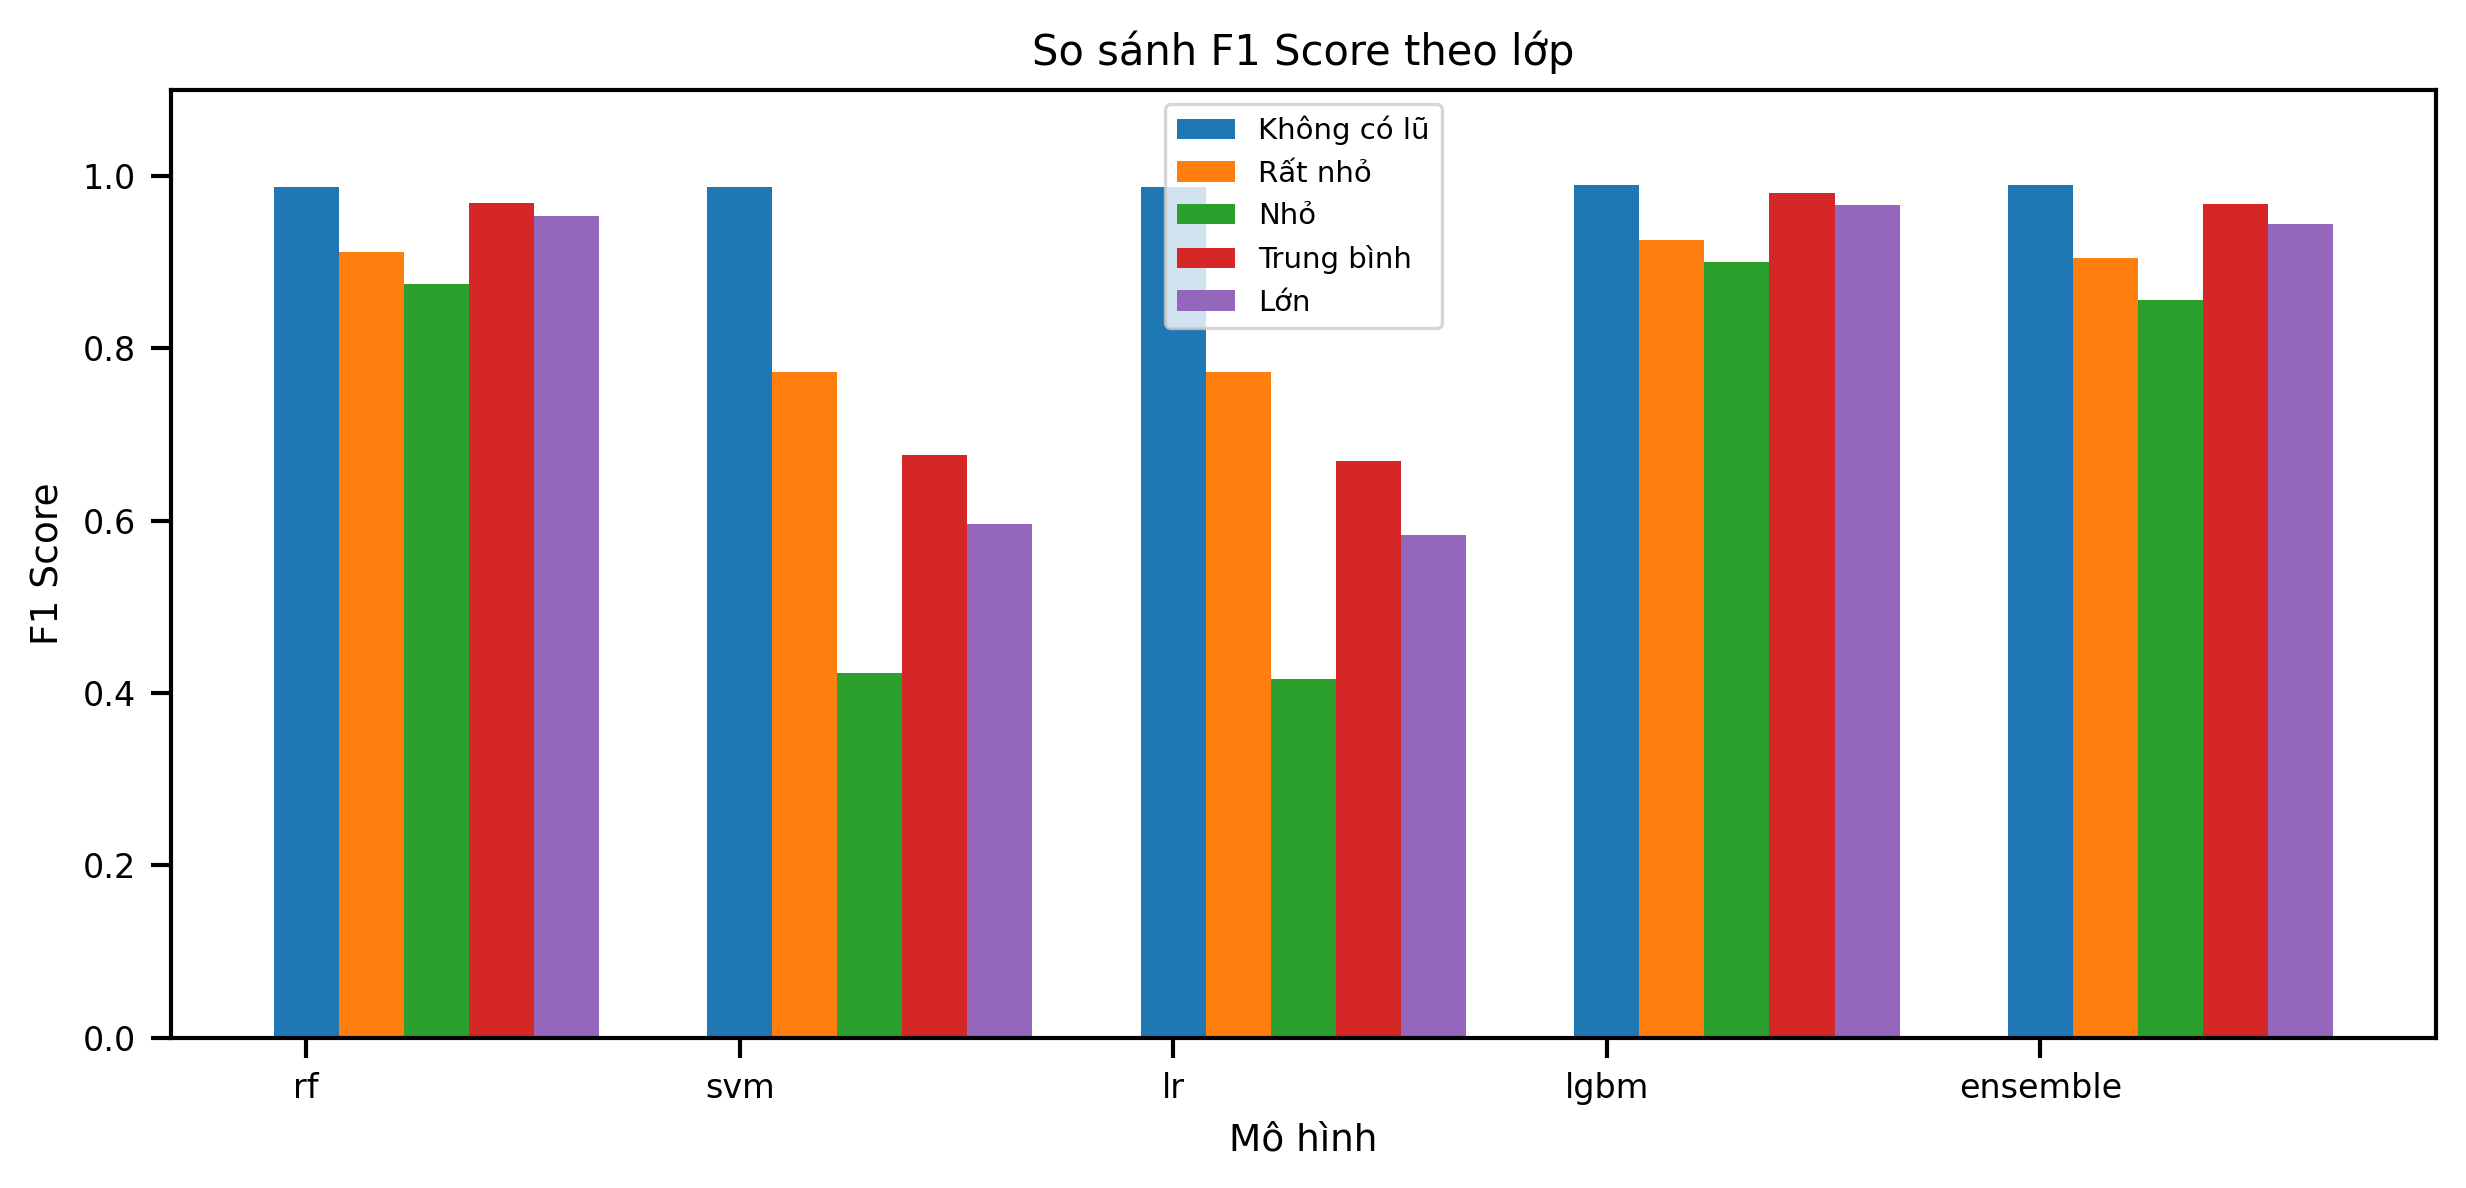 So sánh F1 Score theo lớp
Không có lũ
Rất nhỏ
Nhỏ
Trung bình
Lớn
F1 Score
1.0
0.8
0.6
0.4
0.2
0.0
rf
svm
lr
lgbm
ensemble
Mô hình